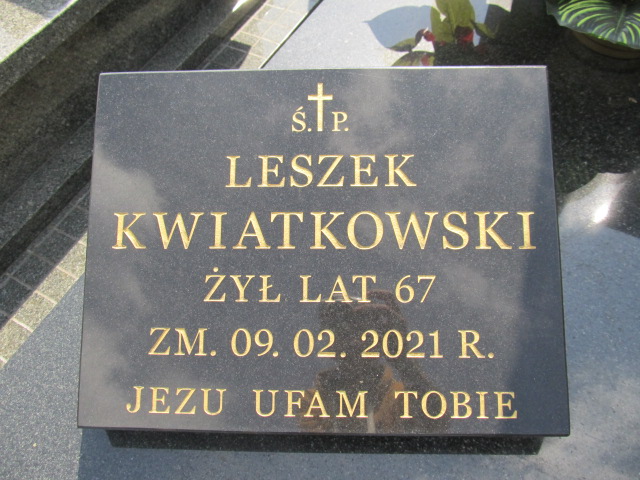 Ś. P.
LESZEK
KWIATKOWSKI
ŻYŁ LAT 67
ZM. 09. 02. 2021 R.
JEZU UFAM TOBIE